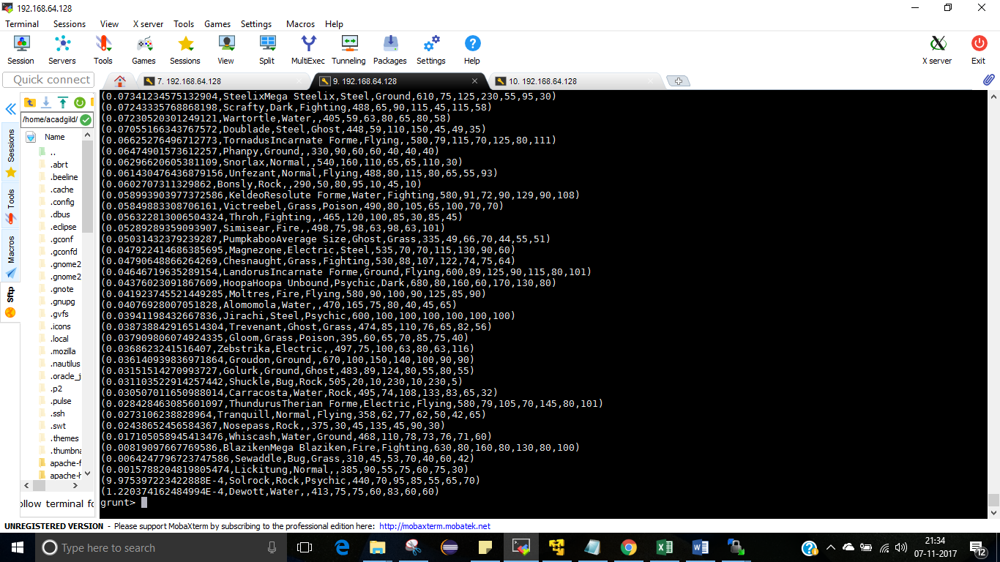 192.168.64.128
Terminal Sessions View X server Tools Games Settings Macros Help
Session Servers Tools Games Sessions View Split MultiExec Tunneling Packages Settings Help X server Exit
Quick connect 7. 192.168.64.128 9. 192.168.64.128 10. 192.168.64.128
/home/acadgild/
Name
..
.abrt
.beeline
.cache
.config
.dbus
.eclipse
.gconf
.gconfd
.gnome2
.gnome2
.gnote
.gnupg
.gvfs
.icons
.local
.mozilla
.nautilus
.oracle_j
.p2
.pulse
.ssh
.swt
.themes
.thumbna
apache-f
apache-h
ollow terminal fo
Sessions
Tools
Macros
Sftp
(0.07341234575132904,SteelixMega Steelix,Steel,Ground,610,75,125,230,55,95,30)
(0.07243335768868198,Scrafty,Dark,Fighting,488,65,90,115,45,115,58)
(0.07230520301249121,Wartortle,Water,,405,59,63,80,65,80,58)
(0.07055166343767572,Doublade,Steel,Ghost,448,59,110,150,45,49,35)
(0.06625276496712773,TornadusIncarnate Forme,Flying,,580,79,115,70,125,80,111)
(0.06474901573612257,Phanpy,Ground,,330,90,60,60,40,40,40)
(0.06296620605381109,Snorlax,Normal,,540,160,110,65,65,110,30)
(0.061430476436879156,Unfezant,Normal,Flying,488,80,115,80,65,55,93)
(0.0602707311329862,Bonsly,Rock,,290,50,80,95,10,45,10)
(0.058993903977372586,KeldeoResolute Forme,Water,Fighting,580,91,72,90,129,90,108)
(0.05849883308706161,Victreebel,Grass,Poison,490,80,105,65,100,70,70)
(0.056322813006504324,Throh,Fighting,,465,120,100,85,30,85,45)
(0.05289289359093907,Simisear,Fire,,498,75,98,63,98,63,101)
(0.05031432379239287,PumpkabooAverage Size,Ghost,Grass,335,49,66,70,44,55,51)
(0.047922414686385695,Magnezone,Electric,Steel,535,70,70,115,130,90,60)
(0.04790648866264269,Chesnaught,Grass,Fighting,530,88,107,122,74,75,64)
(0.04646719635289154,LandorusIncarnate Forme,Ground,Flying,600,89,125,90,115,80,101)
(0.04376023091867609,HoopaHoopa Unbound,Psychic,Dark,680,80,160,60,170,130,80)
(0.041923745521449285,Moltres,Fire,Flying,580,90,100,90,125,85,90)
(0.04076928007051828,Alomomola,Water,,470,165,75,80,40,45,65)
(0.03941198432667836,Jirachi,Steel,Psychic,600,100,100,100,100,100,100)
(0.038738842916514304,Trevenant,Ghost,Grass,474,85,110,76,65,82,56)
(0.037909806074924335,Gloom,Grass,Poison,395,60,65,70,85,75,40)
(0.0368623241516407,Zebstrika,Electric,,497,75,100,63,80,63,116)
(0.036140939836971864,Groudon,Ground,,670,100,150,140,100,90,90)
(0.03151514270993727,Golurk,Ground,Ghost,483,89,124,80,55,80,55)
(0.031103522914257442,Shuckle,Bug,Rock,505,20,10,230,10,230,5)
(0.030507011650988014,Carracosta,Water,Rock,495,74,108,133,83,65,32)
(0.028428463085601097,ThundurusTherian Forme,Electric,Flying,580,79,105,70,145,80,101)
(0.0273106238828964,Tranquill,Normal,Flying,358,62,77,62,50,42,65)
(0.02438652456584367,Nosepass,Rock,,375,30,45,135,45,90,30)
(0.017105058945413476,Whiscash,Water,Ground,468,110,78,73,76,71,60)
(0.00819097667769586,BlazikenMega Blaziken,Fire,Fighting,630,80,160,80,130,80,100)
(0.0064247796723747586,Sewaddle,Bug,Grass,310,45,53,70,40,60,42)
(0.0015788204819805474,Lickitung,Normal,,385,90,55,75,60,75,30)
(9.975397223422888E-4,Solrock,Rock,Psychic,440,70,95,85,55,65,70)
(1.220374162484994E-4,Dewott,Water,,413,75,75,60,83,60,60)
grunt>
UNREGISTERED VERSION - Please support MobaXterm by subscribing to the professional edition here: http://mobaxterm.mobatek.net
Type here to search
21:34
07-11-2017
12